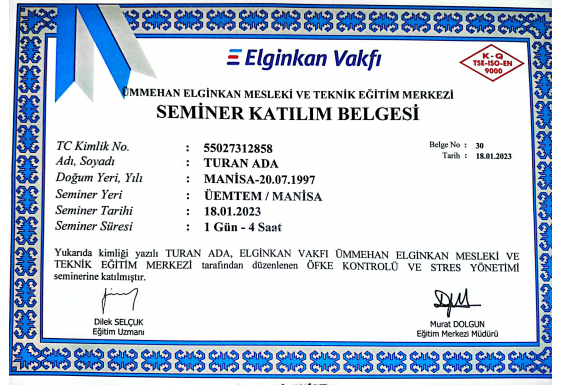 Elginkan Vakfı
K - Q
TSE-ISO-EN
9000
ÜMMEHAN ELGİNKAN MESLEKİ VE TEKNİK EĞİTİM MERKEZİ
SEMİNER KATILIM BELGESİ
Belge No : 30
Tarih : 18.01.2023
TC Kimlik No. : 55027312858
Adı, Soyadı : TURAN ADA
Doğum Yeri, Yılı : MANİSA-20.07.1997
Seminer Yeri : ÜEMTEM / MANİSA
Seminer Tarihi : 18.01.2023
Seminer Süresi : 1 Gün - 4 Saat
Yukarıda kimliği yazılı TURAN ADA, ELGİNKAN VAKFI ÜMMEHAN ELGİNKAN MESLEKİ VE
TEKNİK EĞİTİM MERKEZİ tarafından düzenlenen ÖFKE KONTROLÜ VE STRES YÖNETİMİ
seminerine katılmıştır.
Dilek SELÇUK
Eğitim Uzmanı
Murat DOLGUN
Eğitim Merkezi Müdürü